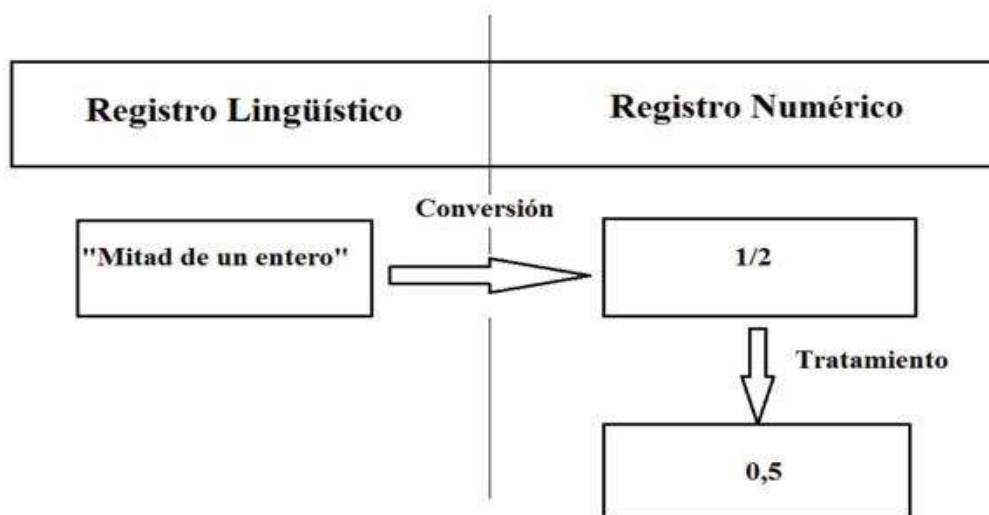 Registro Lingüístico
Registro Numérico
Conversión
"Mitad de un entero"
1/2
Tratamiento
0,5